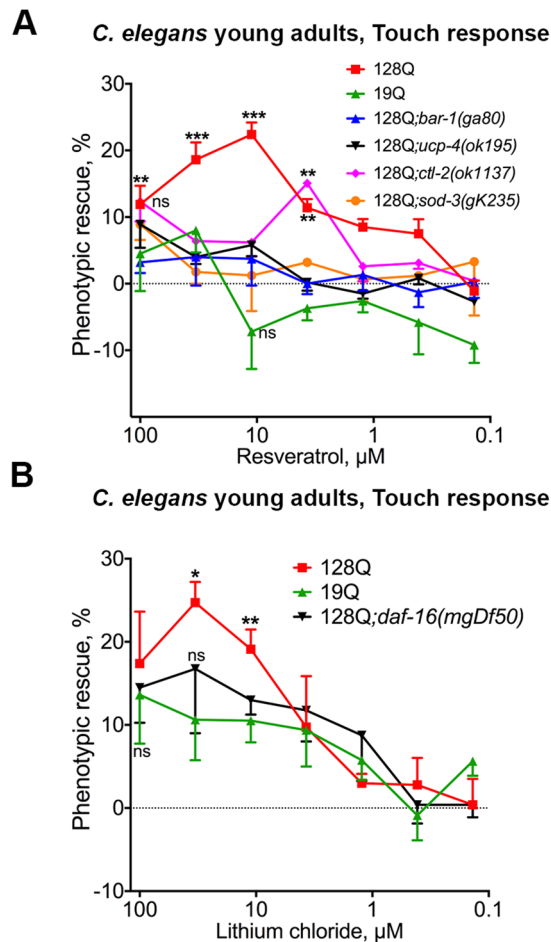 A
C. elegans young adults, Touch response
128Q
19Q
128Q;bar-1(ga80)
128Q;ucp-4(ok195)
128Q;ctl-2(ok1137)
128Q;sod-3(gK235)
Phenotypic rescue, %
30
20
10
0
-10
**
ns
***
***
**
**
ns
100
10
1
0.1
Resveratrol, µM
B
C. elegans young adults, Touch response
128Q
19Q
128Q;daf-16(mgDf50)
Phenotypic rescue, %
30
20
10
0
-10
*
**
ns
ns
100
10
1
0.1
Lithium chloride, µM